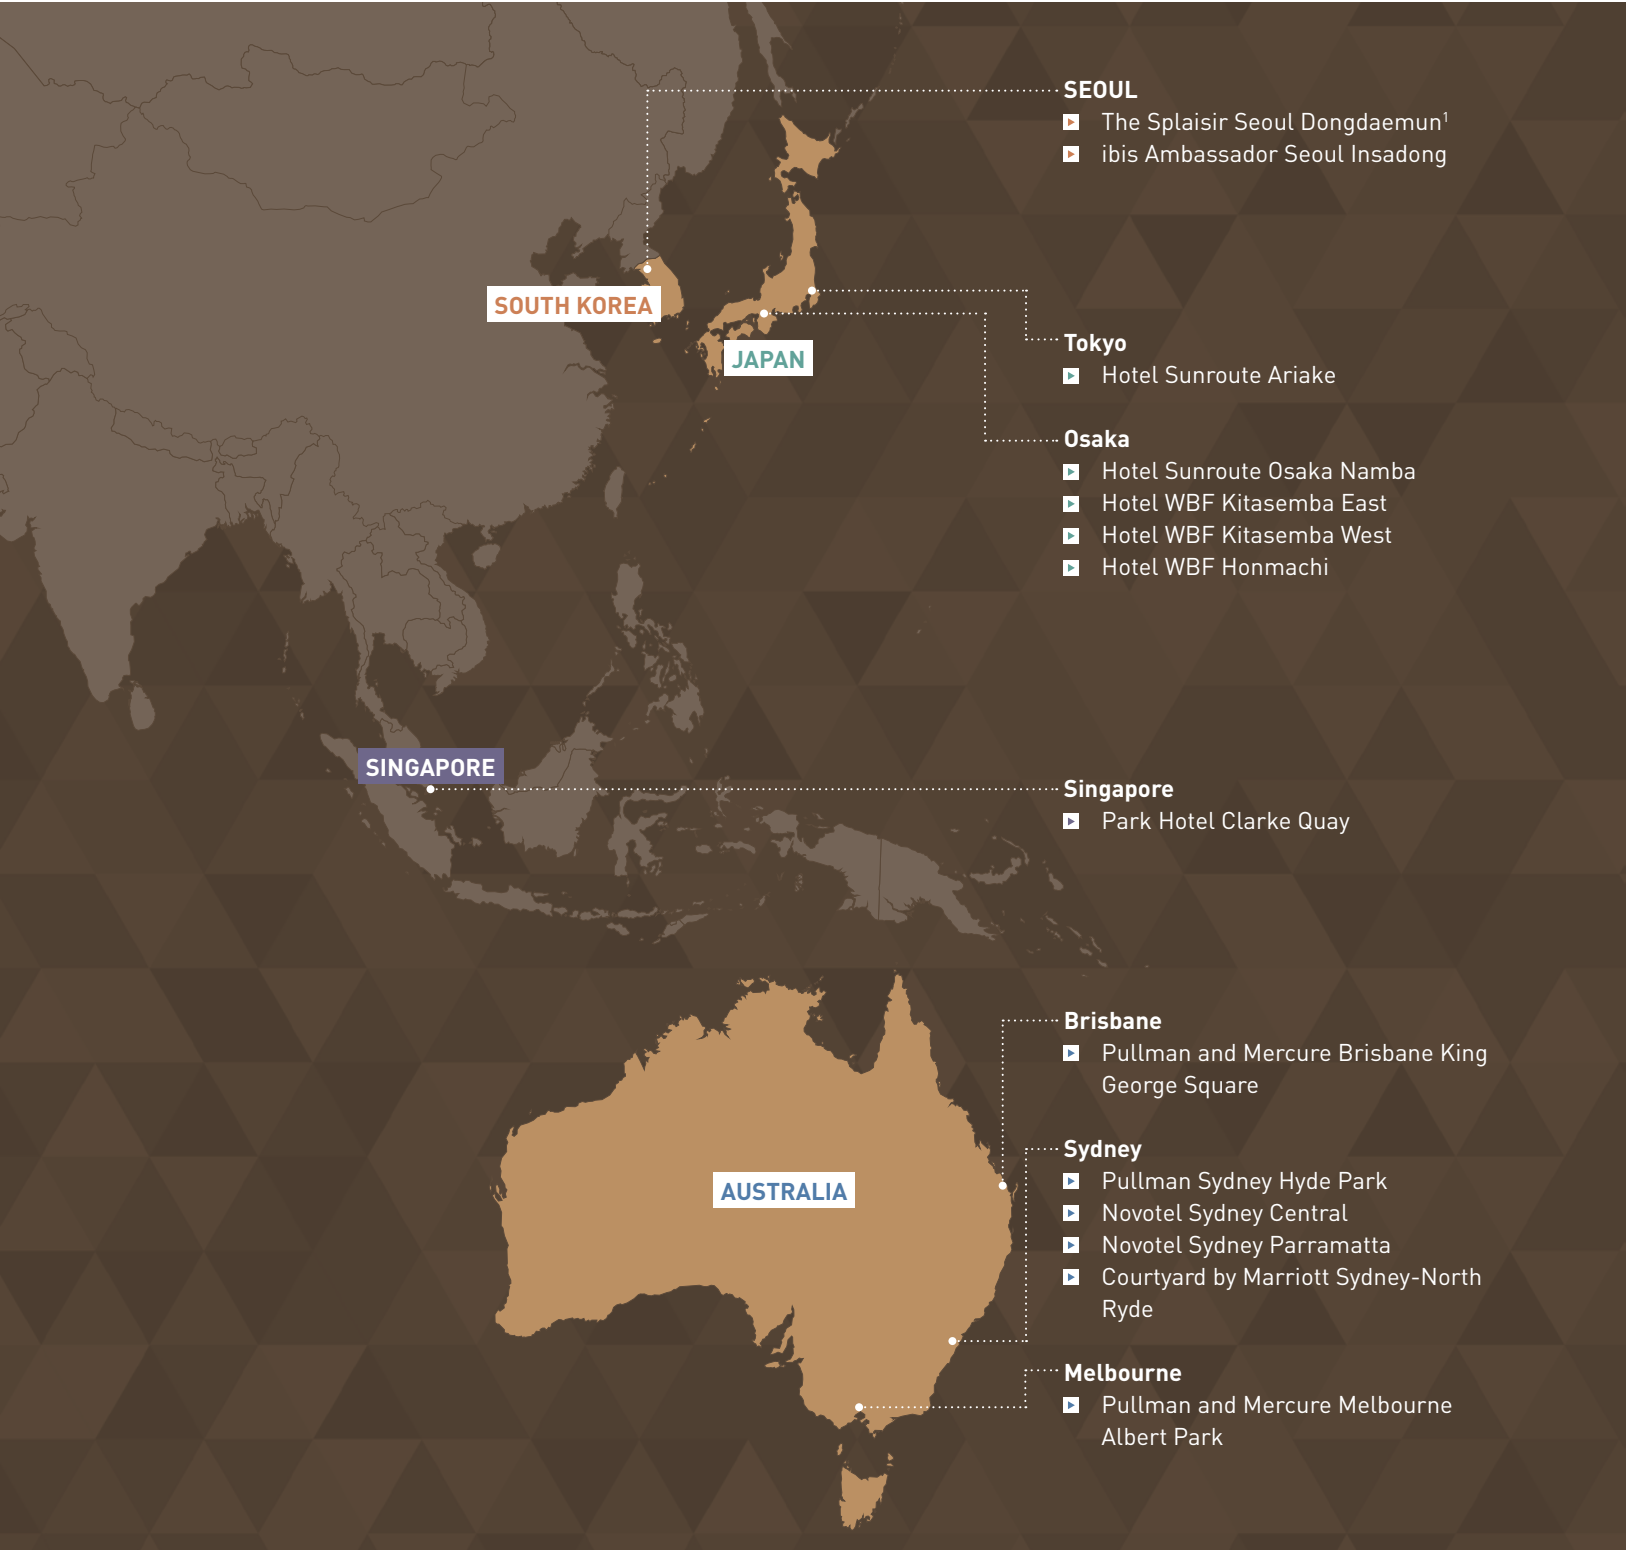 SEOUL
The Splaisir Seoul Dongdaemun¹
ibis Ambassador Seoul Insadong
SOUTH KOREA
JAPAN
Tokyo
Hotel Sunroute Ariake
Osaka
Hotel Sunroute Osaka Namba
Hotel WBF Kitasemba East
Hotel WBF Kitasemba West
Hotel WBF Honmachi
SINGAPORE
Singapore
Park Hotel Clarke Quay
AUSTRALIA
Brisbane
Pullman and Mercure Brisbane King
George Square
Sydney
Pullman Sydney Hyde Park
Novotel Sydney Central
Novotel Sydney Parramatta
Courtyard by Marriott Sydney-North
Ryde
Melbourne
Pullman and Mercure Melbourne
Albert Park